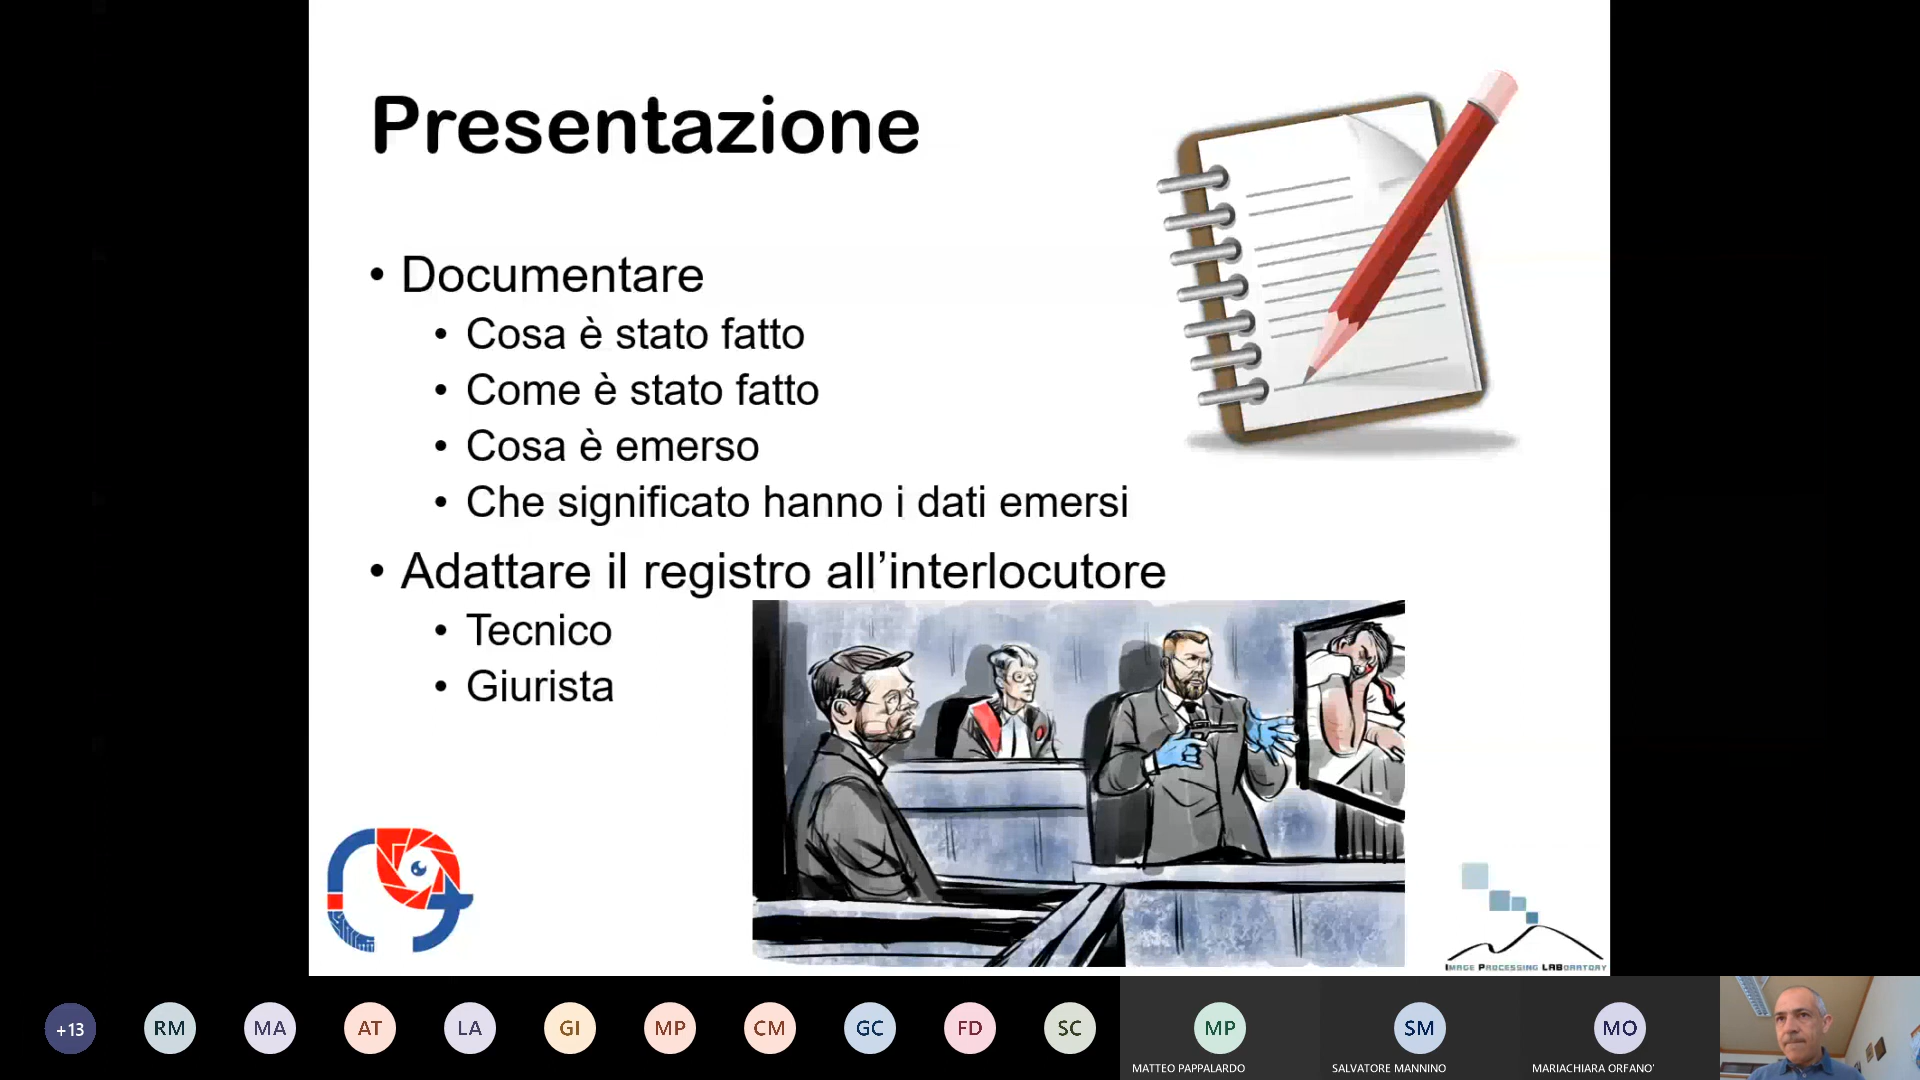 Presentazione
• Documentare
• Cosa è stato fatto
• Come è stato fatto
• Cosa è emerso
• Che significato hanno i dati emersi
• Adattare il registro all’interlocutore
• Tecnico
• Giurista
IMAGE PROCESSING LABORATORY
+13
RM
MA
AT
LA
GI
MP
CM
GC
FD
SC
MP
SM
MO
MATTEO PAPPALARDO
SALVATORE MANNINO
MARIACHIARA ORFANO'